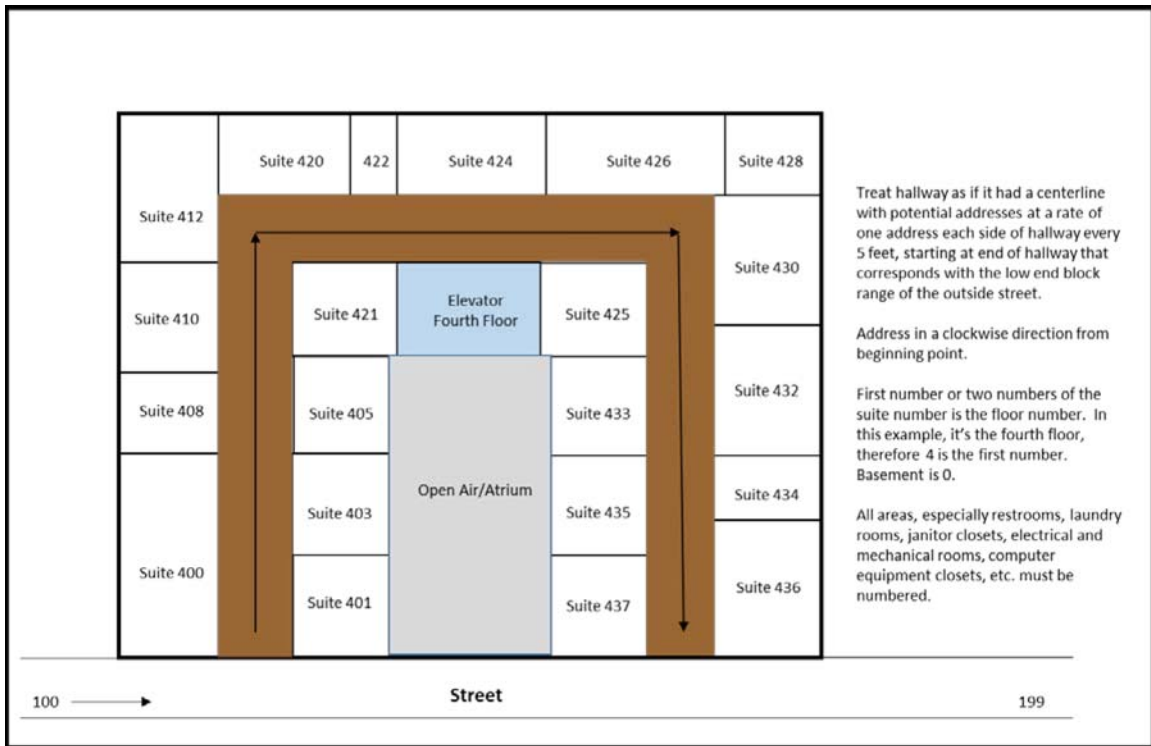 Suite 420
422
Suite 424
Suite 426
Suite 428
Suite 412
Suite 430
Suite 410
Suite 421
Elevator
Fourth Floor
Suite 425
Suite 408
Suite 405
Suite 433
Suite 432
Open Air/Atrium
Suite 403
Suite 435
Suite 434
Suite 400
Suite 401
Suite 437
Suite 436
Treat hallway as if it had a centerline
with potential addresses at a rate of
one address each side of hallway every
5 feet, starting at end of hallway that
corresponds with the low end block
range of the outside street.
Address in a clockwise direction from
beginning point.
First number or two numbers of the
suite number is the floor number. In
this example, it's the fourth floor,
therefore 4 is the first number.
Basement is 0.
All areas, especially restrooms, laundry
rooms, janitor closets, electrical and
mechanical rooms, computer
equipment closets, etc. must be
numbered.
100
Street
199